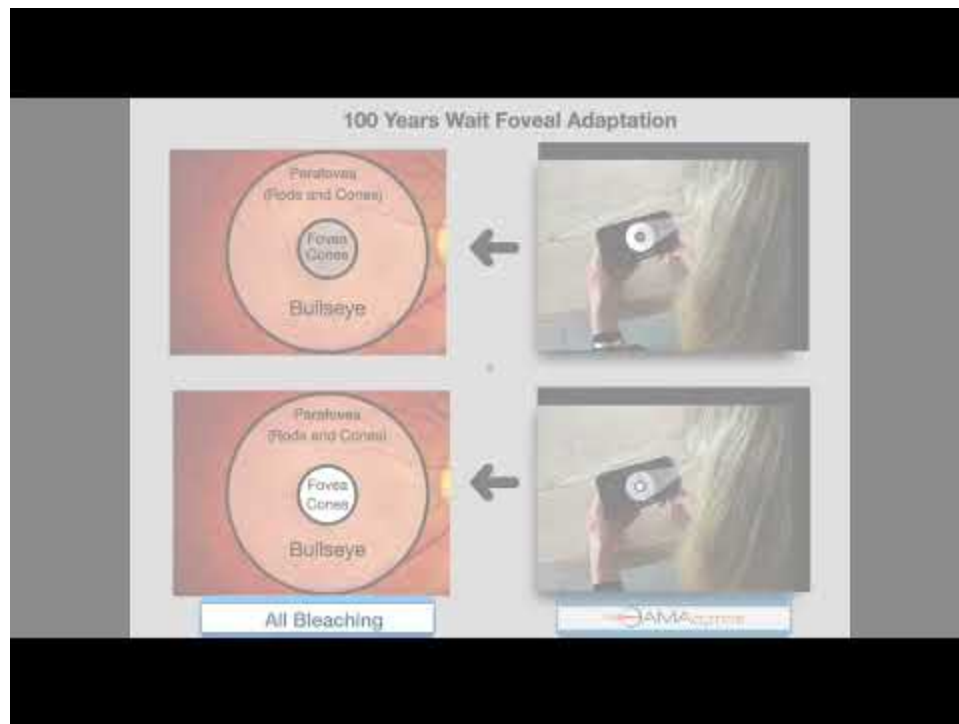 100 Years Wait Foveal Adaptation
Parafovea
(Rods and Cones)
Fovea
Cones
Bullseye
Parafovea
(Rods and Cones)
Fovea
Cones
Bullseye
All Bleaching